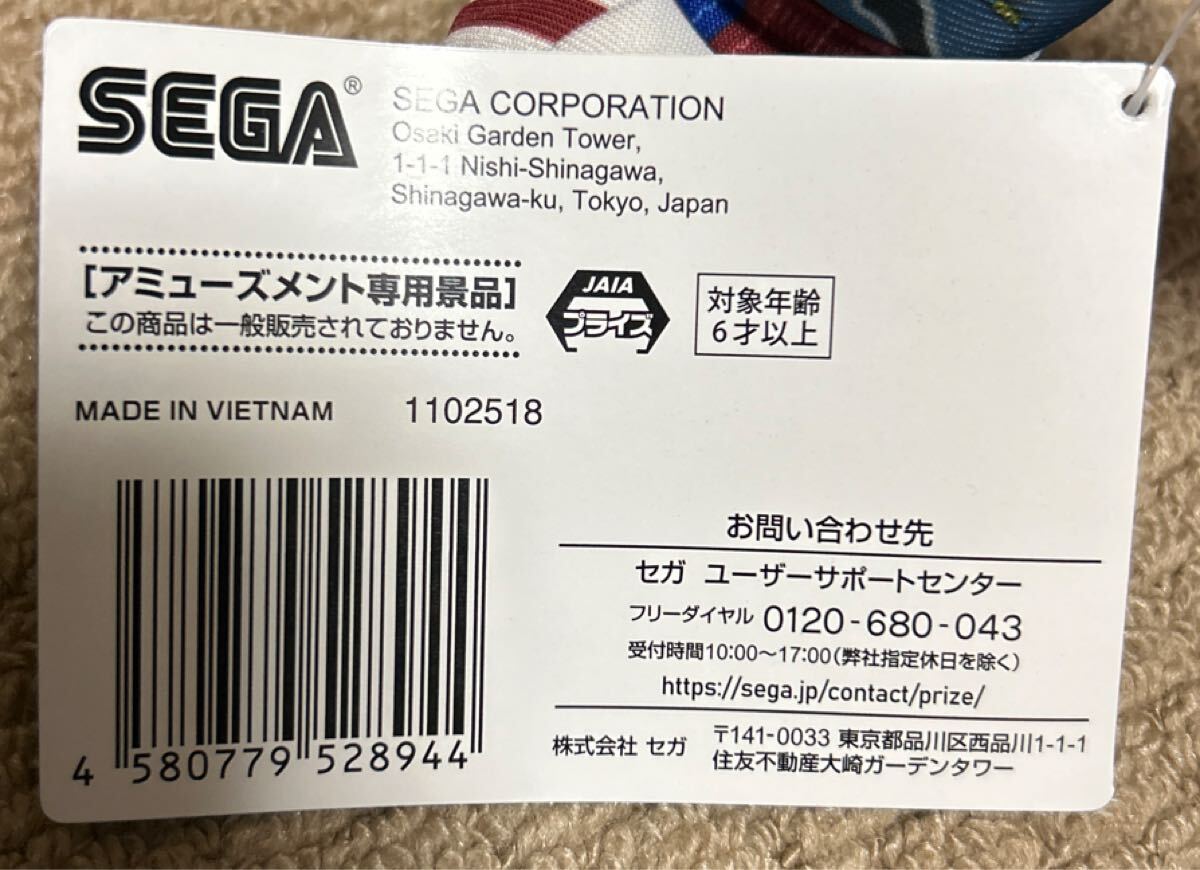 SEGA®
SEGA CORPORATION
Osaki Garden Tower,
1-1-1 Nishi-Shinagawa,
Shinagawa-ku, Tokyo, Japan
[アミューズメント専用景品]
この商品は一般販売されておりません。
JAIA
プライズ
対象年齢
6才以上
MADE IN VIETNAM 1102518
4 580779 528944
お問い合わせ先
セガ ユーザーサポートセンター
フリーダイヤル 0120-680-043
受付時間10:00〜17:00(弊社指定休日を除く)
https://sega.jp/contact/prize/
株式会社 セガ 〒141-0033 東京都品川区西品川1-1-1
住友不動産大崎ガーデンタワー